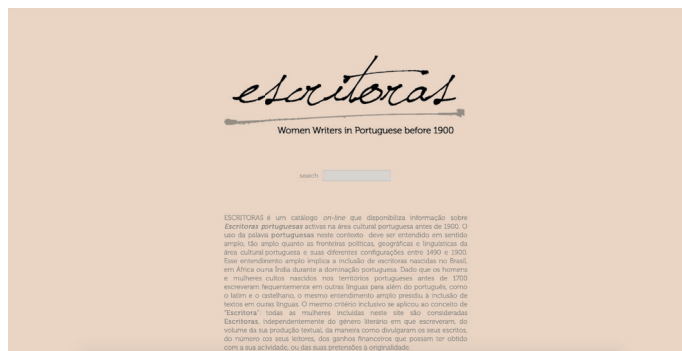 escritoras
Women Writers in Portuguese before 1900
search
ESCRITORAS é um catálogo on-line que disponibiliza informação sobre
Escritoras portuguesas activas na área cultural portuguesa antes de 1900. O
uso da palava portuguesas neste contexto deve ser entendido em sentido
amplo, tão amplo quanto as fronteiras políticas, geográficas e linguísticas da
área cultural portuguesa e suas diferentes configurações entre 1490 e 1900.
Esse entendimento amplo implica a inclusão de escritoras nascidas no Brasil,
em África ou na Índia durante a dominação portuguesa. Dado que os homens
e mulheres cultos nascidos nos territórios portugueses antes de 1700
escreveram frequentemente em outras línguas para além do português, como
o latim e o castelhano, o mesmo entendimento amplo presidiu à inclusão de
textos em outras línguas. O mesmo critério inclusivo se aplicou ao conceito de
"Escritora": todas as mulheres incluídas neste site são consideradas
Escritoras, independentemente do género literário em que escreveram, do
volume da sua produção textual, da maneira como divulgaram os seus escritos,
do número dos seus leitores, dos ganhos financeiros que possam ter obtido
com a sua actividade, ou das suas pretensões à originalidade.